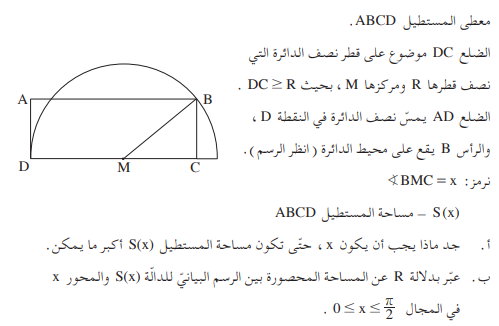 معطى المستطيل ABCD.
الضلع DC موضوع على قطر نصف الدائرة التي
نصف قطرها R ومركزها M ، بحيث DC ≥ R .
الضلع AD يمسّ نصف الدائرة في النقطة D ،
والرأس B يقع على محيط الدائرة (انظر الرسم).
نرمز: ∢BMC = x
S(x) – مساحة المستطيل ABCD
أ. جد ماذا يجب أن يكون x ، حتّى تكون مساحة المستطيل S(x) أكبر ما يمكن.
ب. عبّر بدلالة R عن المساحة المحصورة بين الرسم البيانيّ للدالّة S(x) والمحور x
في المجال 0 ≤ x ≤ π/2 .
A B
D M C